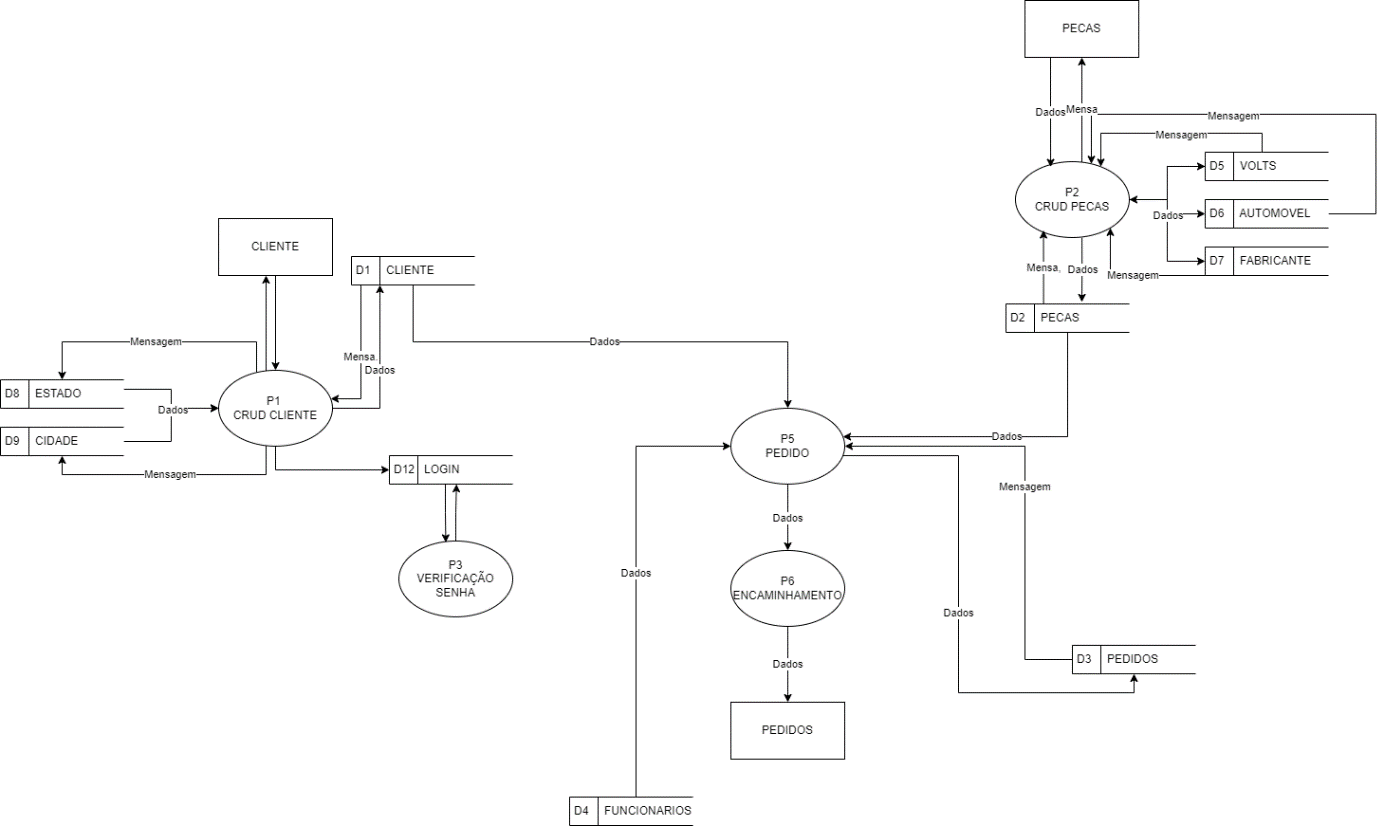 PECAS
Dados
Mensa
Mensagem
Mensagem
D5 VOLTS
P2
CRUD PECAS
Dados
D6 AUTOMOVEL
CLIENTE
D1 CLIENTE
D7 FABRICANTE
Mensa,
Dados
Mensagem
D2 PECAS
Mensagem
Dados
Mensa.
Dados
D8 ESTADO
P1
CRUD CLIENTE
Dados
D9 CIDADE
Dados
P5
PEDIDO
Mensagem
D12 LOGIN
Mensagem
Dados
P3
VERIFICAÇÃO
SENHA
Dados
P6
ENCAMINHAMENTO
Dados
D3 PEDIDOS
Dados
PEDIDOS
D4 FUNCIONARIOS